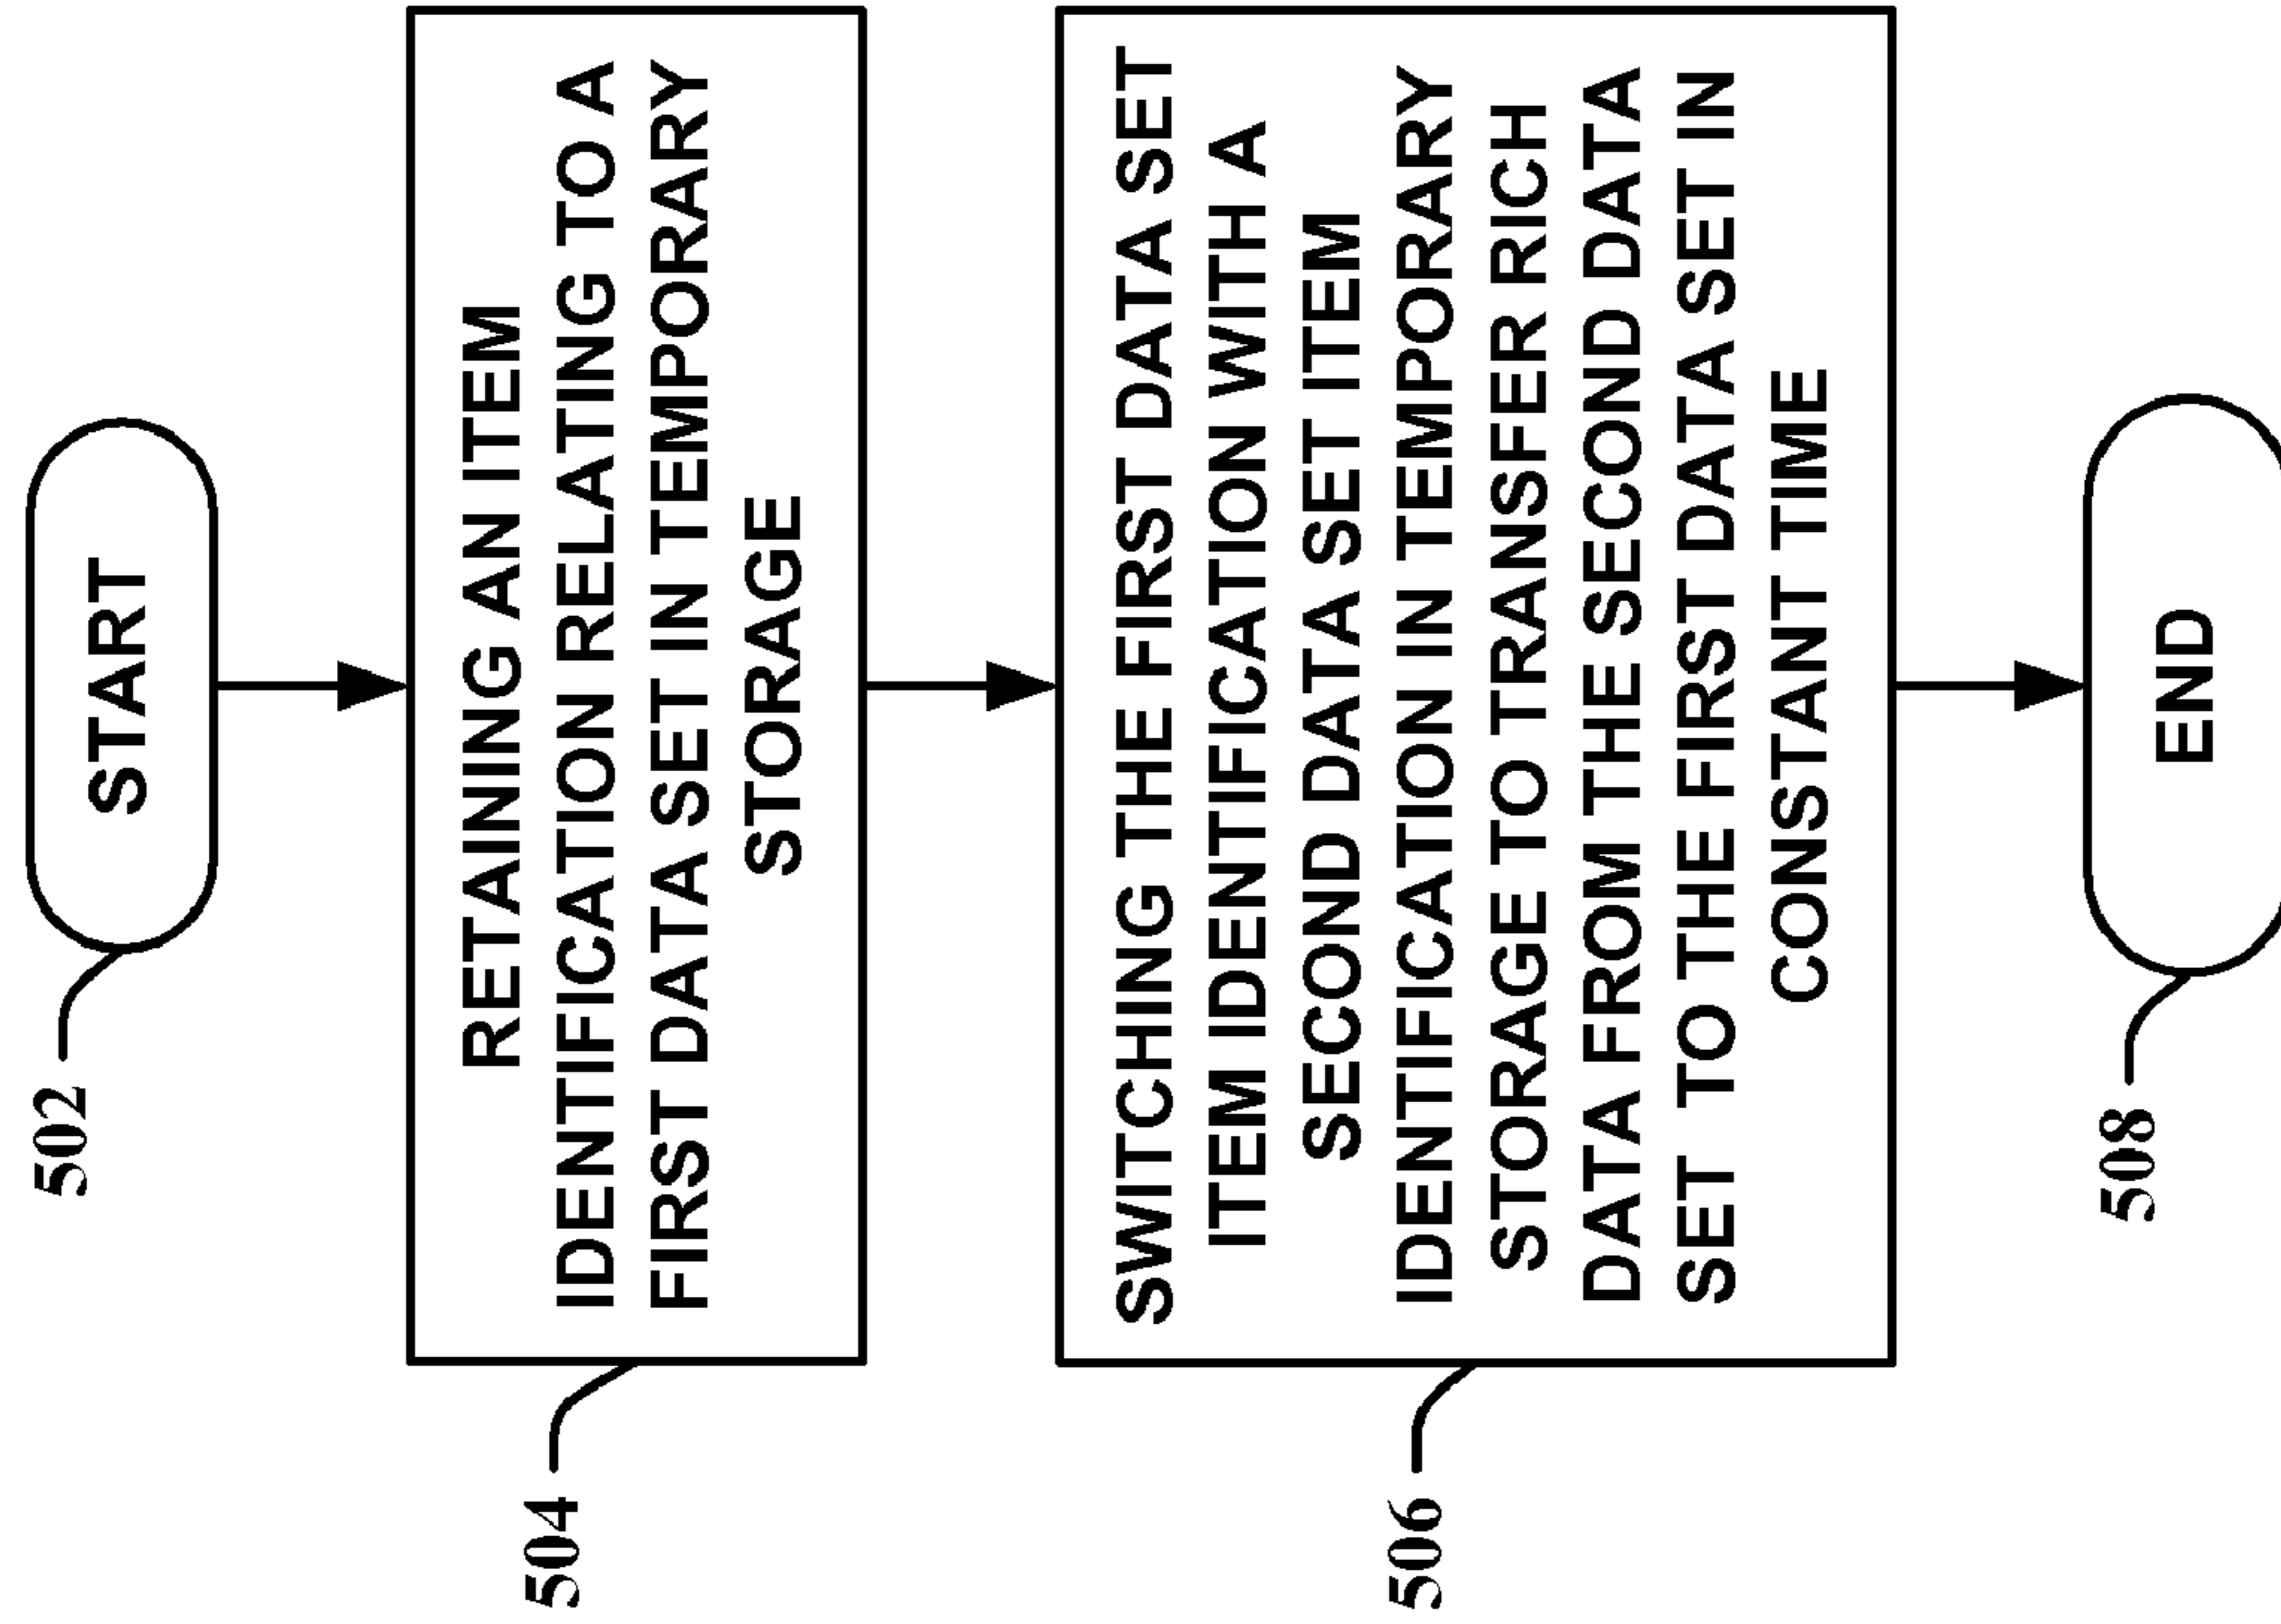 START
502
RETAINING AN ITEM
IDENTIFICATION RELATING TO A
FIRST DATA SET IN TEMPORARY
STORAGE
504
SWITCHING THE FIRST DATA SET
ITEM IDENTIFICATION WITH A
SECOND DATA SET ITEM
IDENTIFICATION IN TEMPORARY
STORAGE TO TRANSFER RICH
DATA FROM THE SECOND DATA
SET TO THE FIRST DATA SET IN
CONSTANT TIME
506
END
508